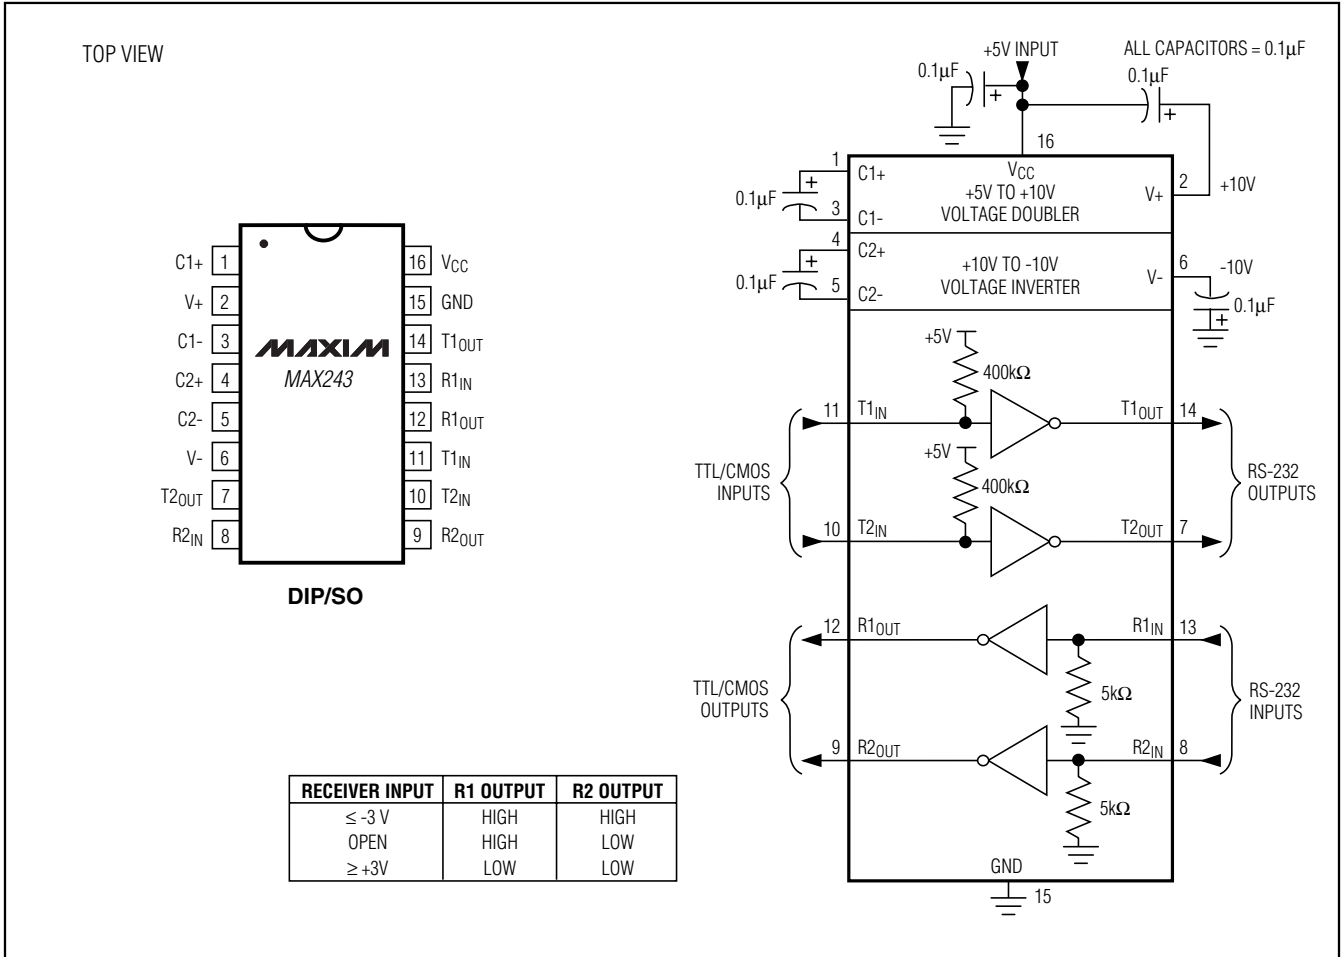 TOP VIEW
C1+ 1
V+ 2
C1- 3
C2+ 4
C2- 5
V- 6
T2OUT 7
R2IN 8
16 VCC
15 GND
14 T1OUT
13 R1IN
12 R1OUT
11 T1IN
10 T2IN
9 R2OUT
MAXIM
MAX243
DIP/SO
RECEIVER INPUT R1 OUTPUT R2 OUTPUT
≤ -3 V HIGH HIGH
OPEN HIGH LOW
≥ +3V LOW LOW
+5V INPUT
ALL CAPACITORS = 0.1μF
0.1μF
+
0.1μF
+
16
VCC
+5V TO +10V
VOLTAGE DOUBLER
1
C1+
0.1μF
+
3
C1-
V+
2
+10V
4
C2+
0.1μF
+
5
C2-
+10V TO -10V
VOLTAGE INVERTER
V-
6
-10V
0.1μF
+
+5V
400kΩ
11 T1IN
T1OUT 14
+5V
400kΩ
10 T2IN
T2OUT 7
TTL/CMOS
INPUTS
RS-232
OUTPUTS
12 R1OUT
R1IN 13
5kΩ
TTL/CMOS
OUTPUTS
RS-232
INPUTS
9 R2OUT
R2IN 8
5kΩ
GND
15